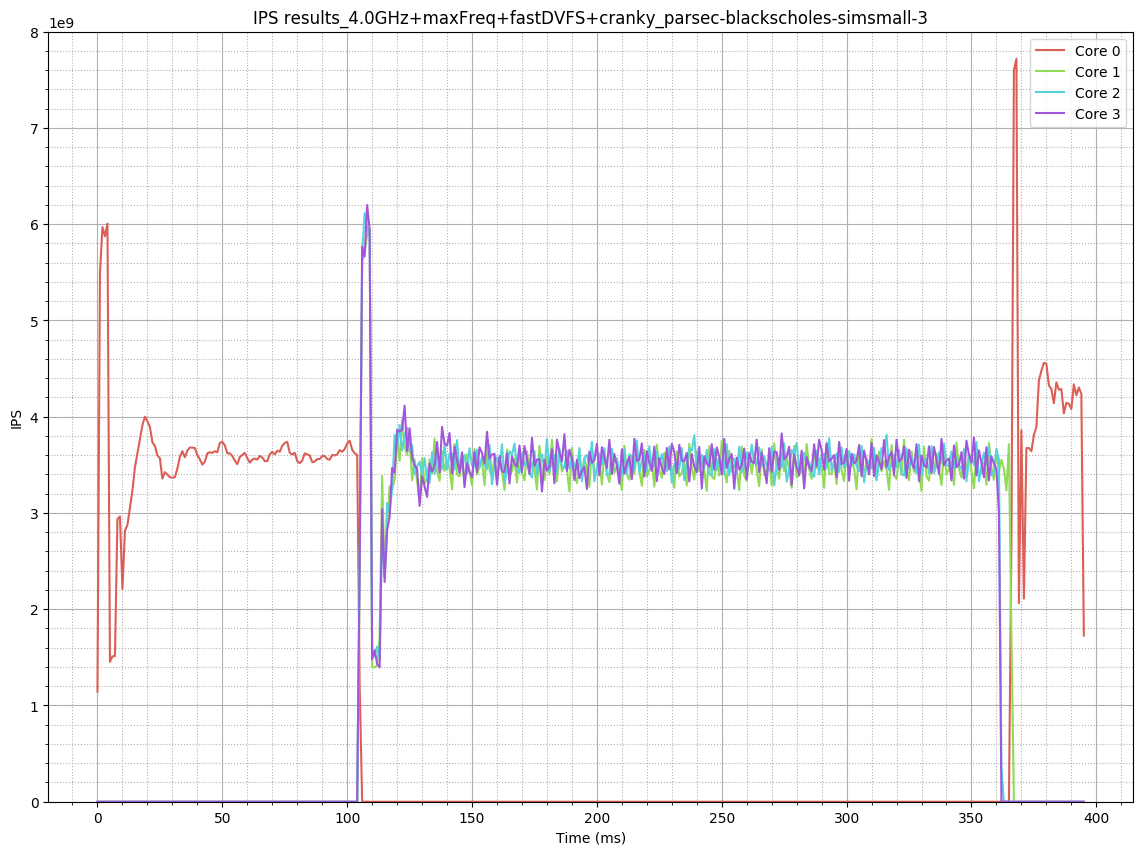 IPS results_4.0GHz+maxFreq+fastDVFS+cranky_parsec-blackscholes-simsmall-3
1e9
8
7
6
5
4
3
2
1
0
IPS
Core 0
Core 1
Core 2
Core 3
0 50 100 150 200 250 300 350 400
Time (ms)